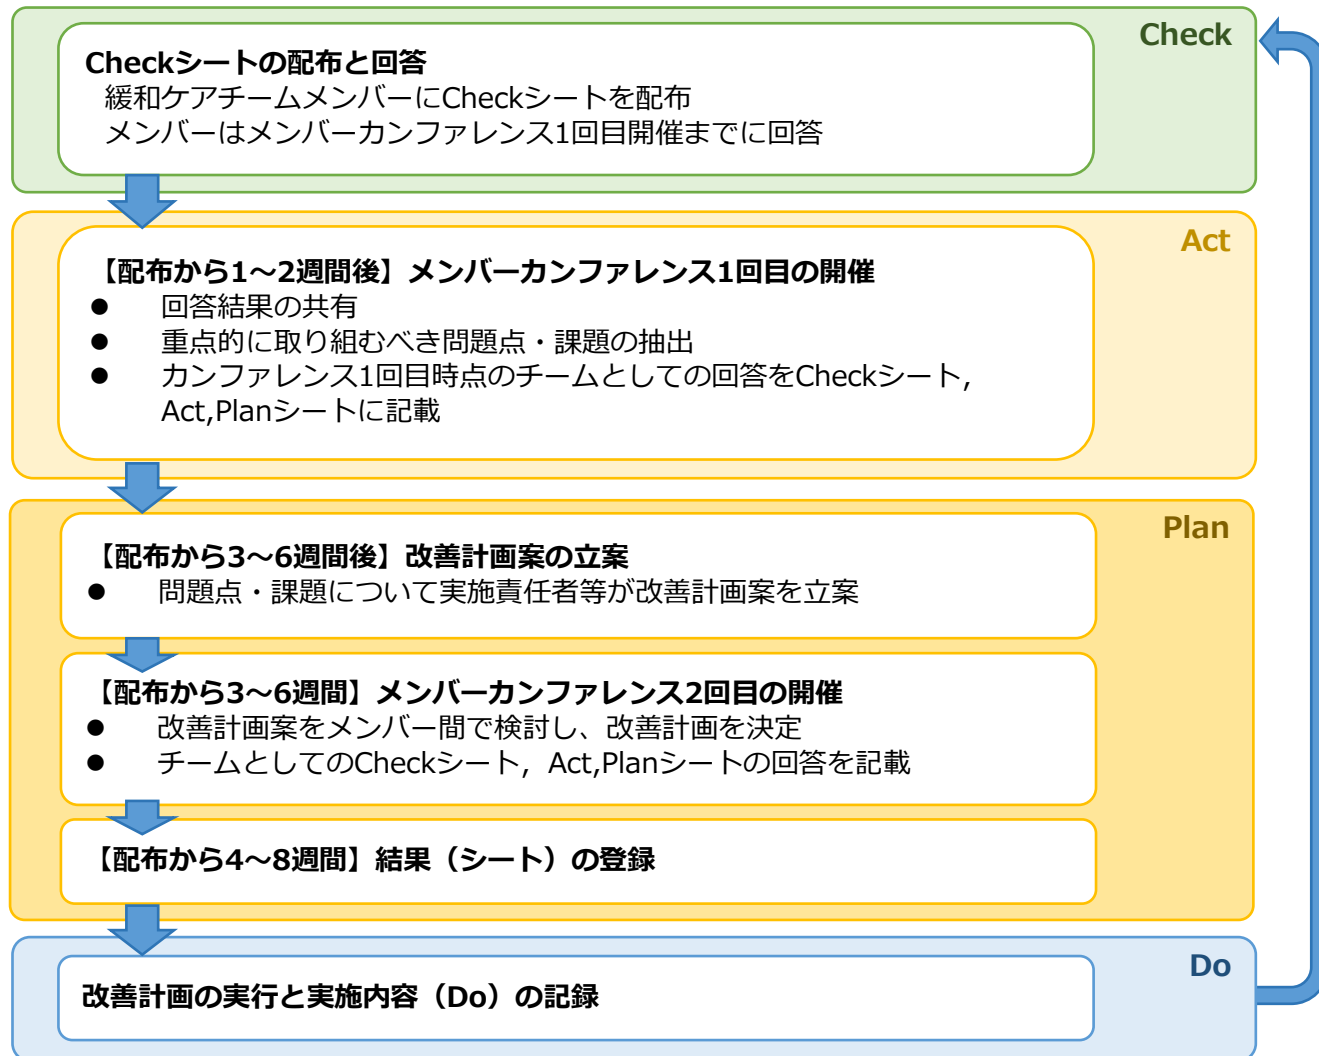 Check
Checkシートの配布と回答
緩和ケアチームメンバーにCheckシートを配布
メンバーはメンバーカンファレンス1回目開催までに回答
Act
【配布から1～2週間後】メンバーカンファレンス1回目の開催
● 回答結果の共有
● 重点的に取り組むべき問題点・課題の抽出
● カンファレンス1回目時点のチームとしての回答をCheckシート,
Act,Planシートに記載
Plan
【配布から3～6週間後】改善計画案の立案
● 問題点・課題について実施責任者等が改善計画案を立案
【配布から3～6週間】メンバーカンファレンス2回目の開催
● 改善計画案をメンバー間で検討し、改善計画を決定
● チームとしてのCheckシート，Act,Planシートの回答を記載
【配布から4～8週間】結果（シート）の登録
Do
改善計画の実行と実施内容（Do）の記録